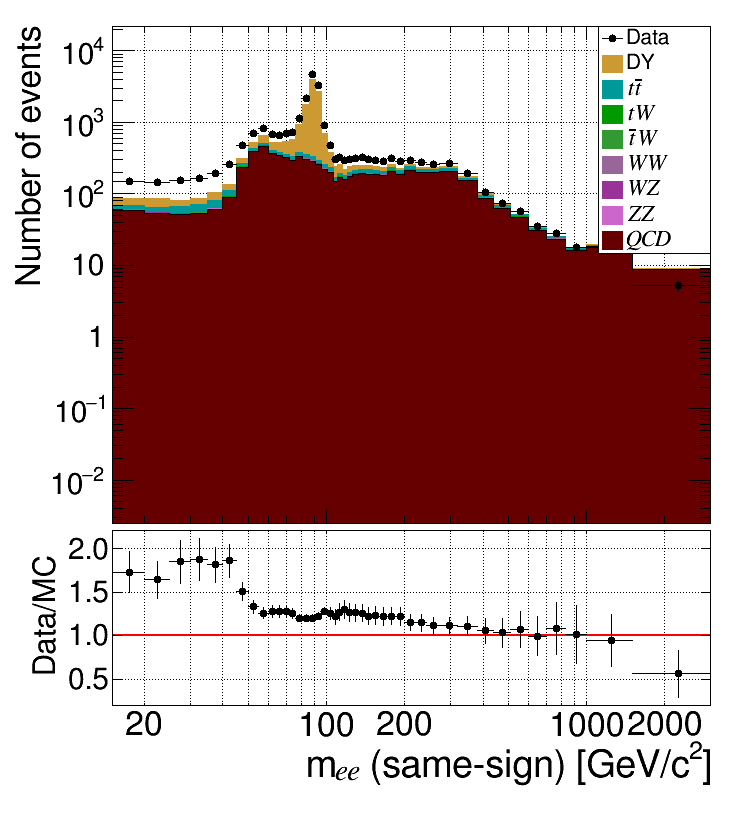 Number of events
10⁴
10³
10²
10
1
10⁻¹
10⁻²
Data
DY
tt̄
tW
t̄W
WW
WZ
ZZ
QCD
Data/MC
2.0
1.5
1.0
0.5
20 100 200 1000 2000
mₑₑ (same-sign) [GeV/c²]